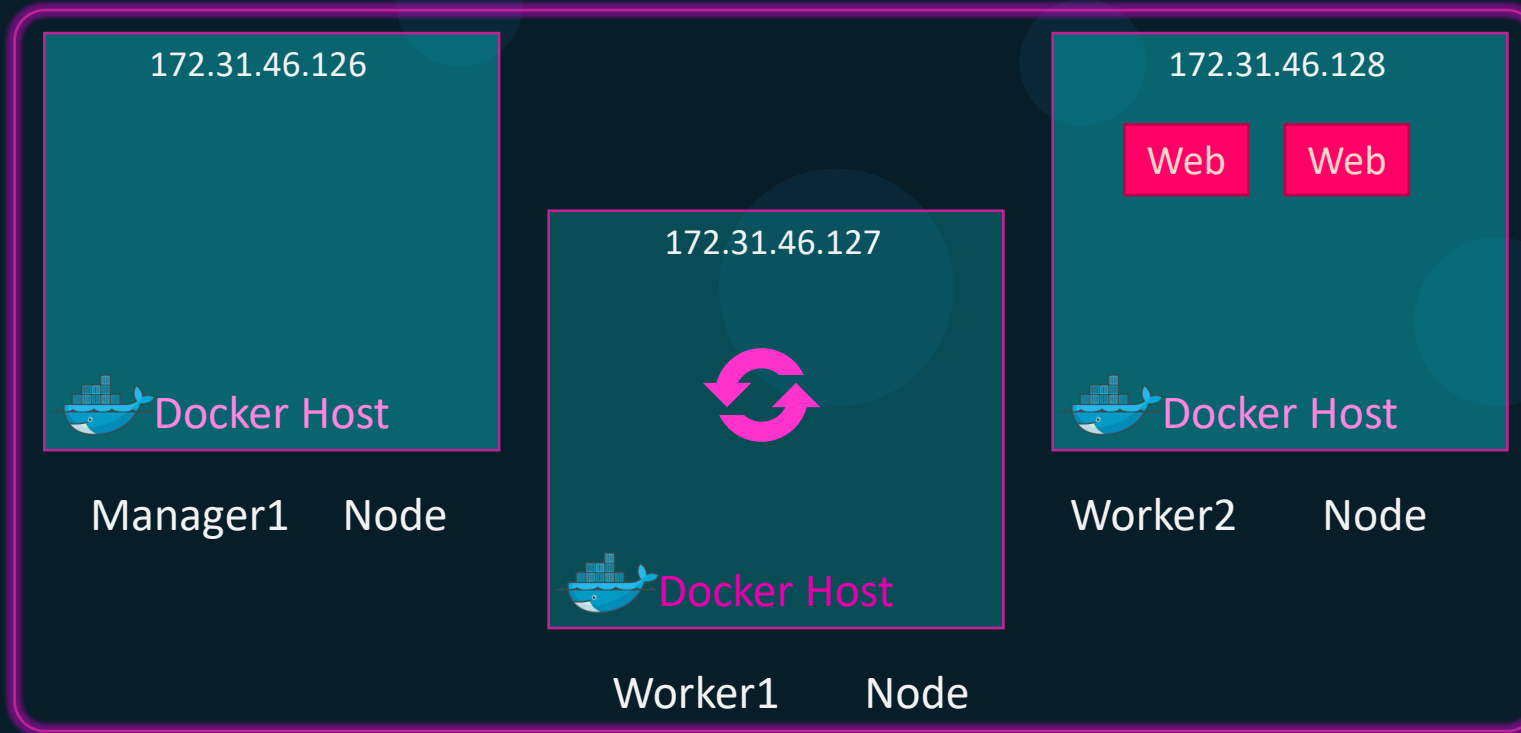 172.31.46.126
Docker Host
Manager1 Node
172.31.46.127
Docker Host
Worker1 Node
172.31.46.128
Web Web
Docker Host
Worker2 Node